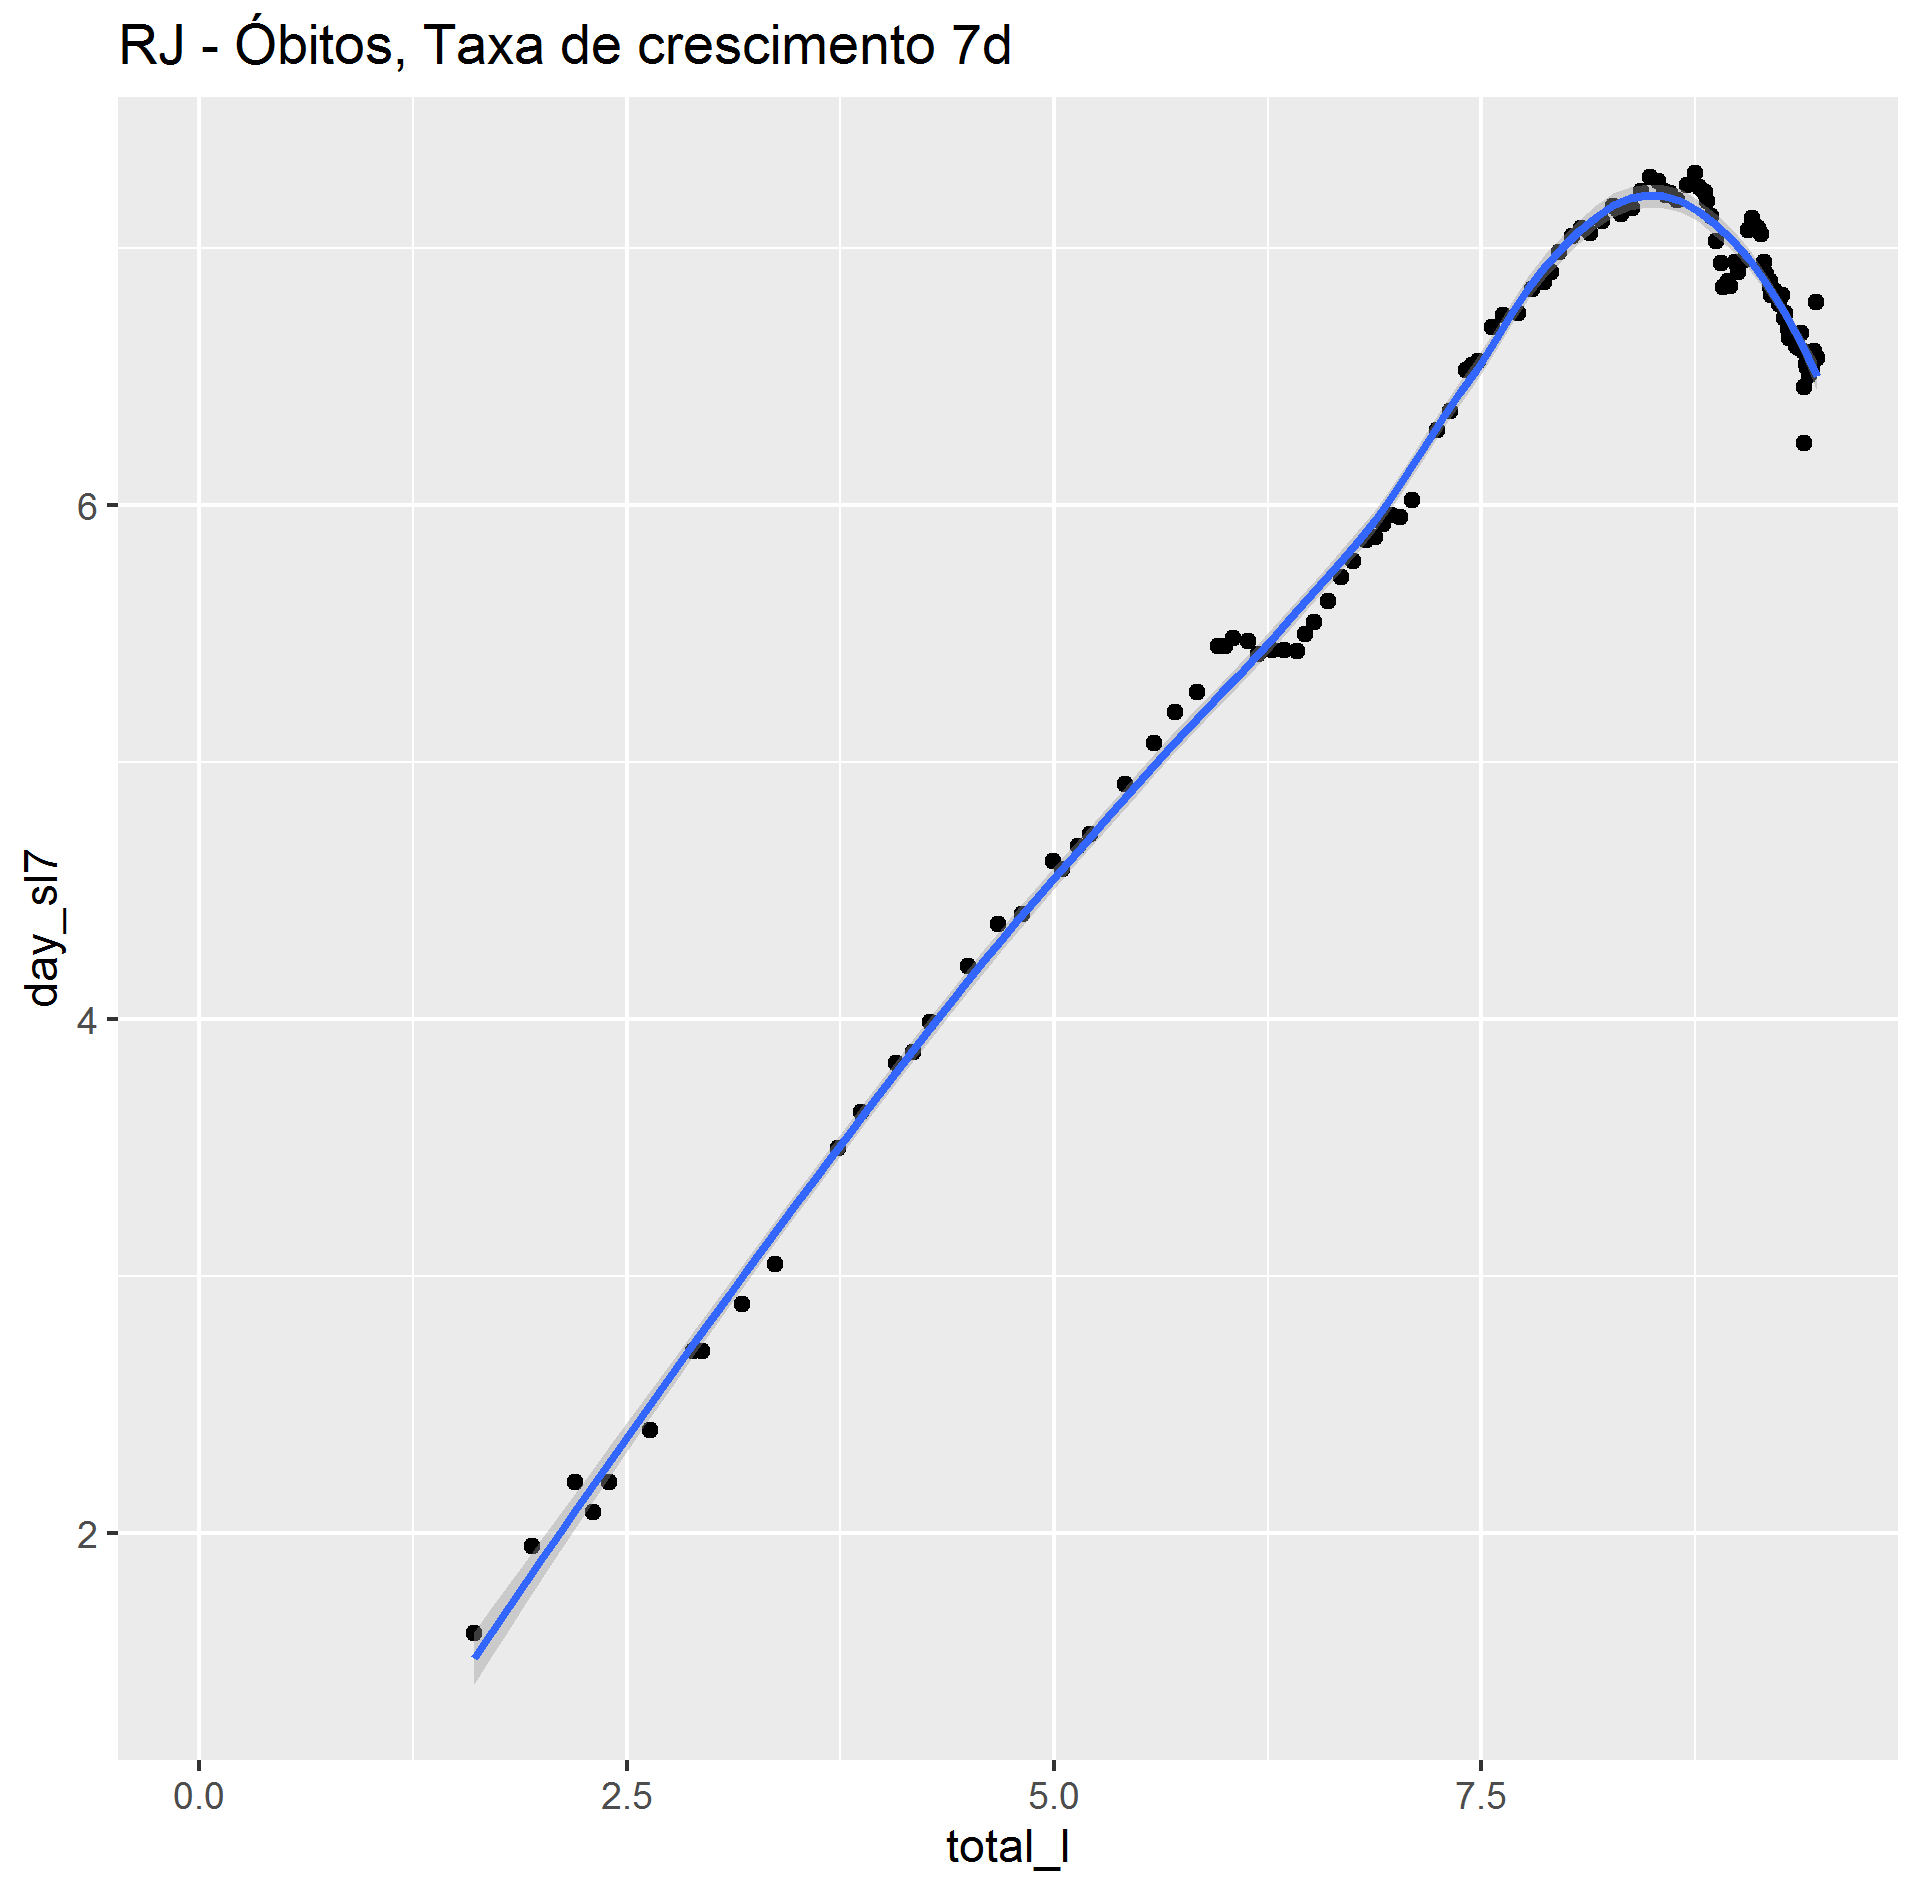 RJ - Óbitos, Taxa de crescimento 7d
day_sl7
6
4
2
0.0 2.5 5.0 7.5
total_l